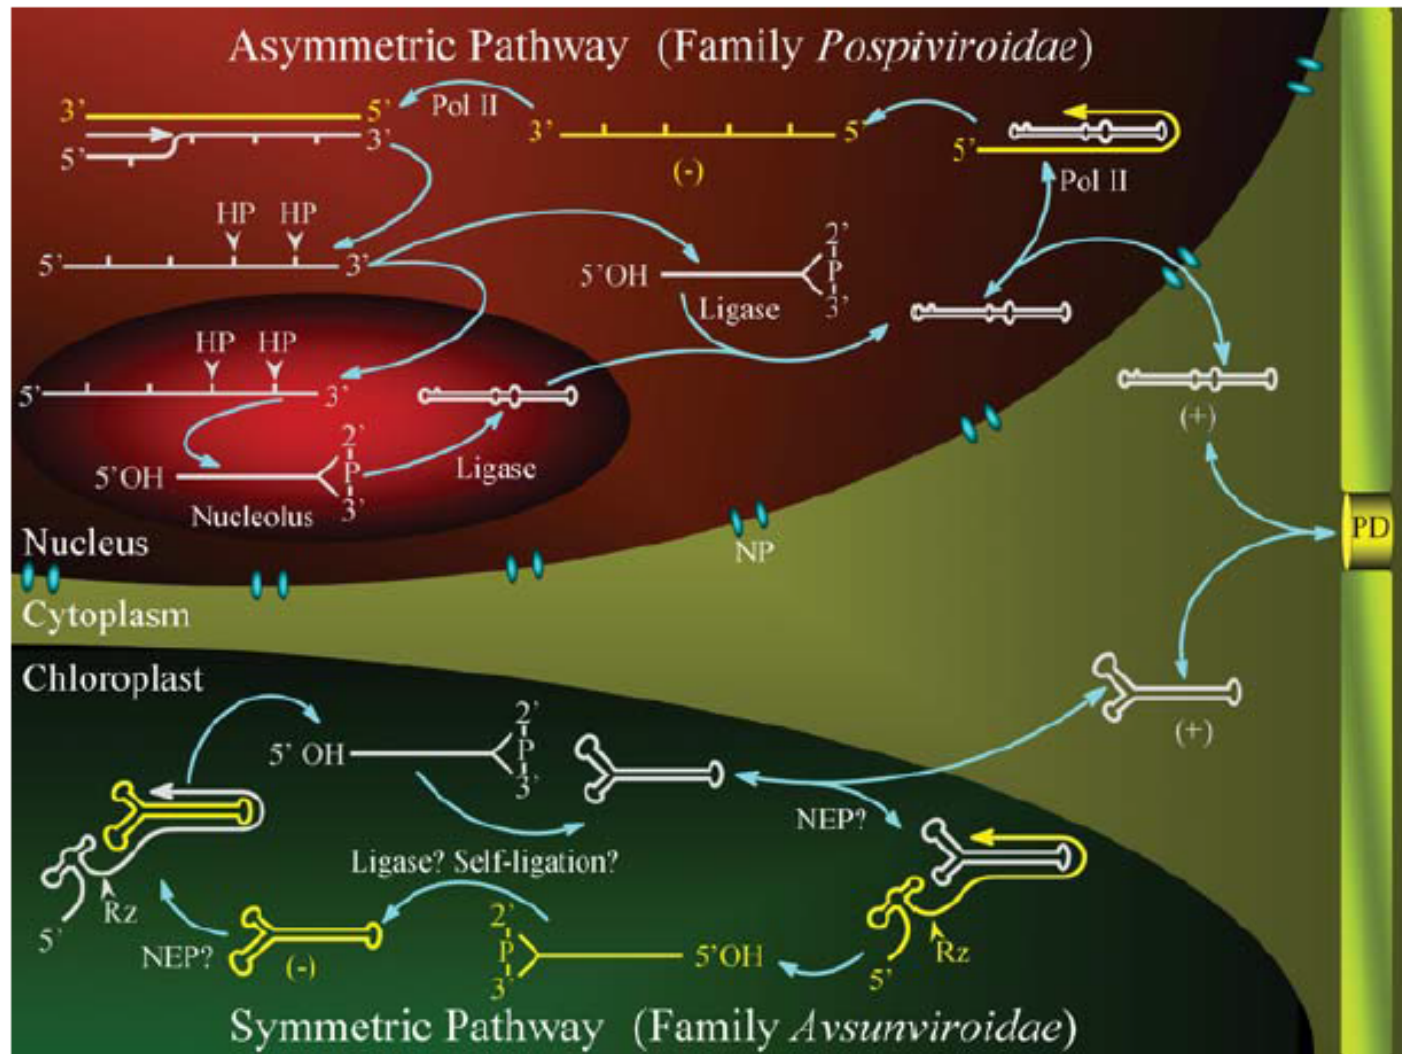 Asymmetric Pathway (Family Pospiviroidae)
3’ 5’
Pol II
3’ 5’
5’ 3’
5’
(-)
Pol II
HP HP
5’ 3’
5’OH
2’
P
3’
Ligase
HP HP
5’ 3’
5’OH
2’
P
3’
Ligase
Nucleolus
(+)
Nucleus
NP
PD
Cytoplasm
Chloroplast
(+)
5’ OH
2’
P
3’
NEP?
Ligase? Self-ligation?
Rz
5’
NEP?
(-)
2’
P
3’
5’OH
Rz
5’
Symmetric Pathway (Family Avsunviroidae)